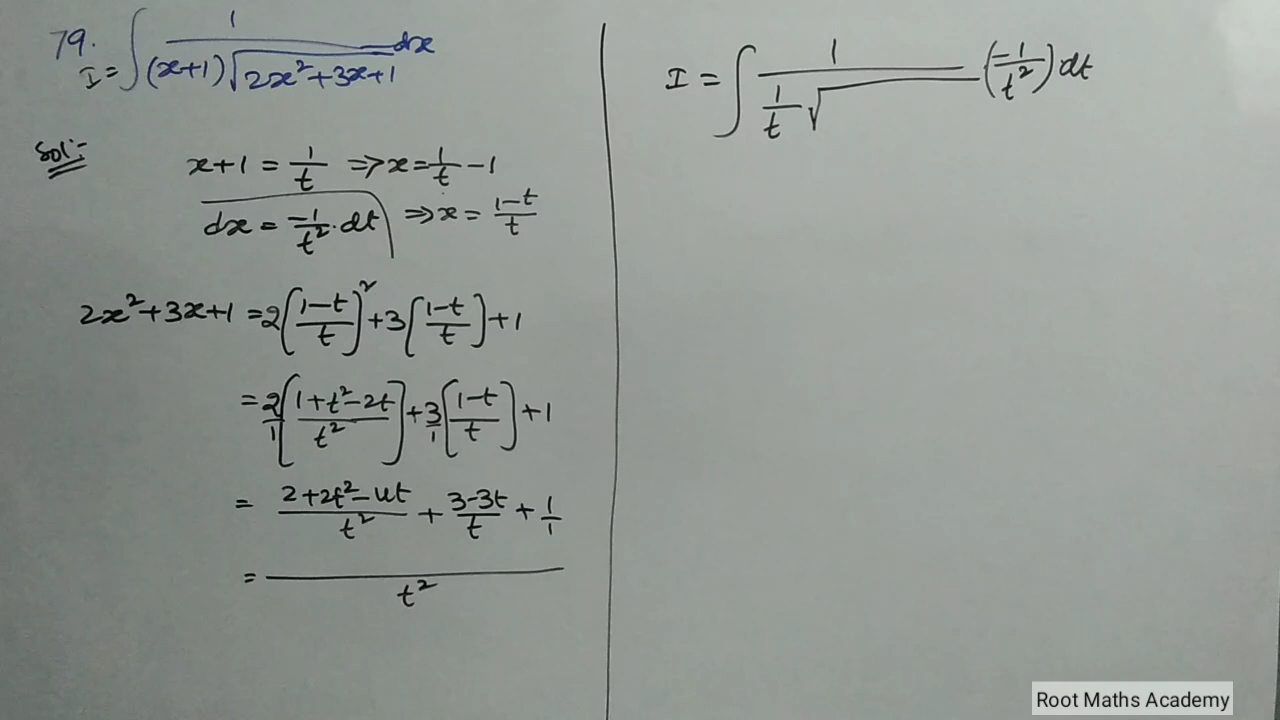 79. I = ∫ 1/((x+1)√(2x²+3x+1)) dx
Sol:-
x+1 = 1/t ⇒ x = 1/t - 1
dx = -1/t² . dt ⇒ x = (1-t)/t
2x²+3x+1 = 2((1-t)/t)² + 3((1-t)/t) + 1
= 2/1((1+t²-2t)/t²) + 3/1((1-t)/t) + 1
= (2+2t²-4t)/t² + (3-3t)/t + 1/1
= /t²
I = ∫ 1/(1/t √ ) (-1/t²) dt
Root Maths Academy